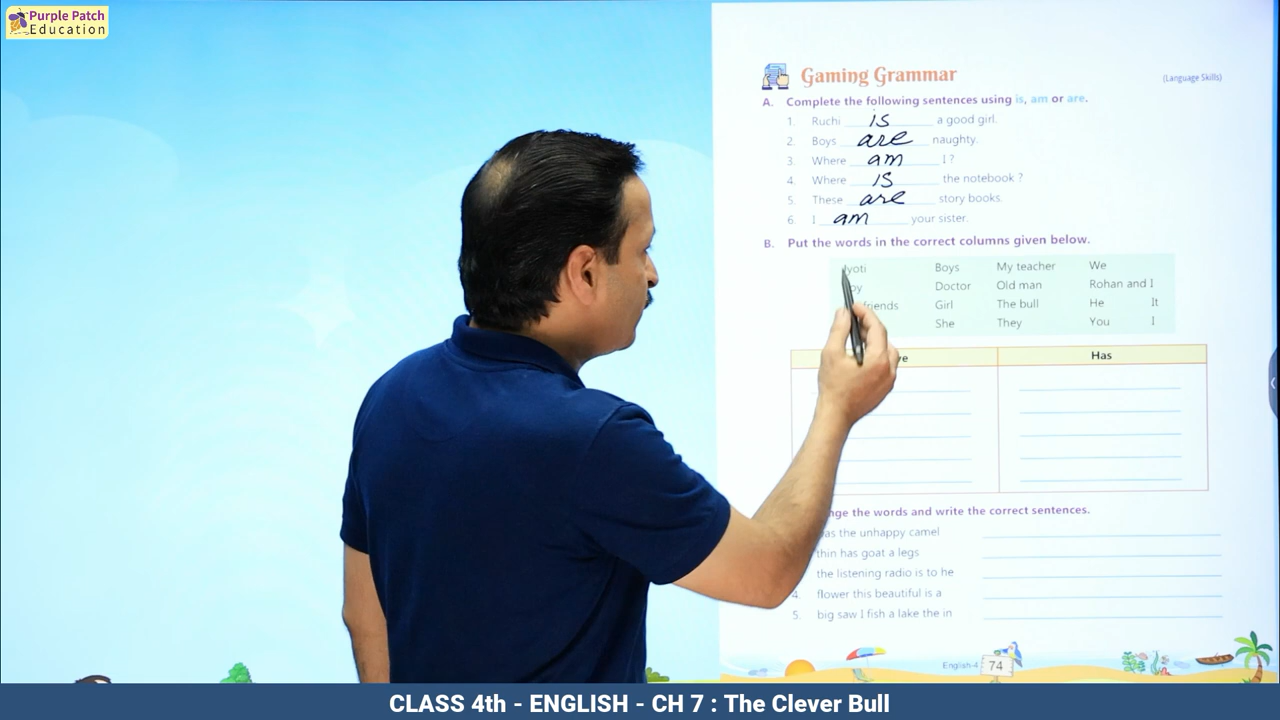 Purple Patch
Education
Gaming Grammar
(Language Skills)
A. Complete the following sentences using is, am or are.
1. Ruchi is a good girl.
2. Boys are naughty.
3. Where am I ?
4. Where is the notebook ?
5. These are story books.
6. I am your sister.
B. Put the words in the correct columns given below.
Jyoti Boys My teacher We
Doctor Old man Rohan and I
friends Girl The bull He It
She They You I
Has
the words and write the correct sentences.
the unhappy camel
thin has goat a legs
the listening radio is to he
4. flower this beautiful is a
5. big saw I fish a lake the in
English-4 74
CLASS 4th - ENGLISH - CH 7 : The Clever Bull